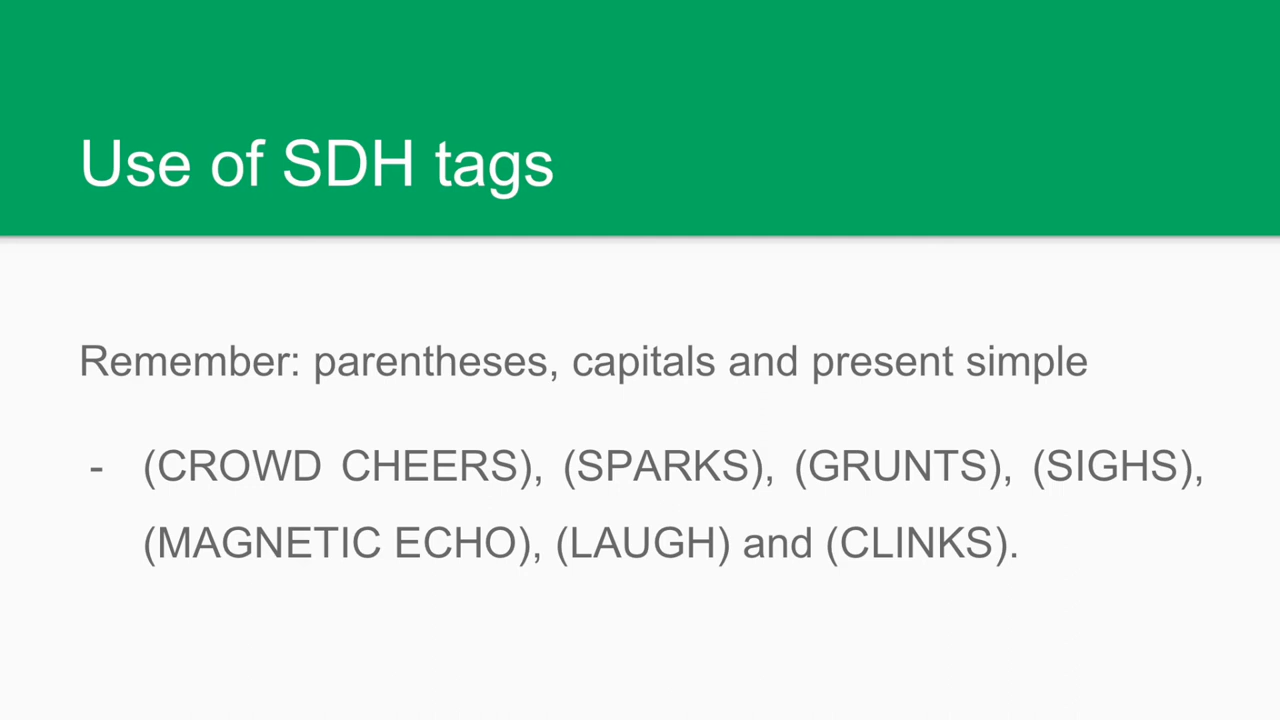 Use of SDH tags
Remember: parentheses, capitals and present simple
- (CROWD CHEERS), (SPARKS), (GRUNTS), (SIGHS),
(MAGNETIC ECHO), (LAUGH) and (CLINKS).